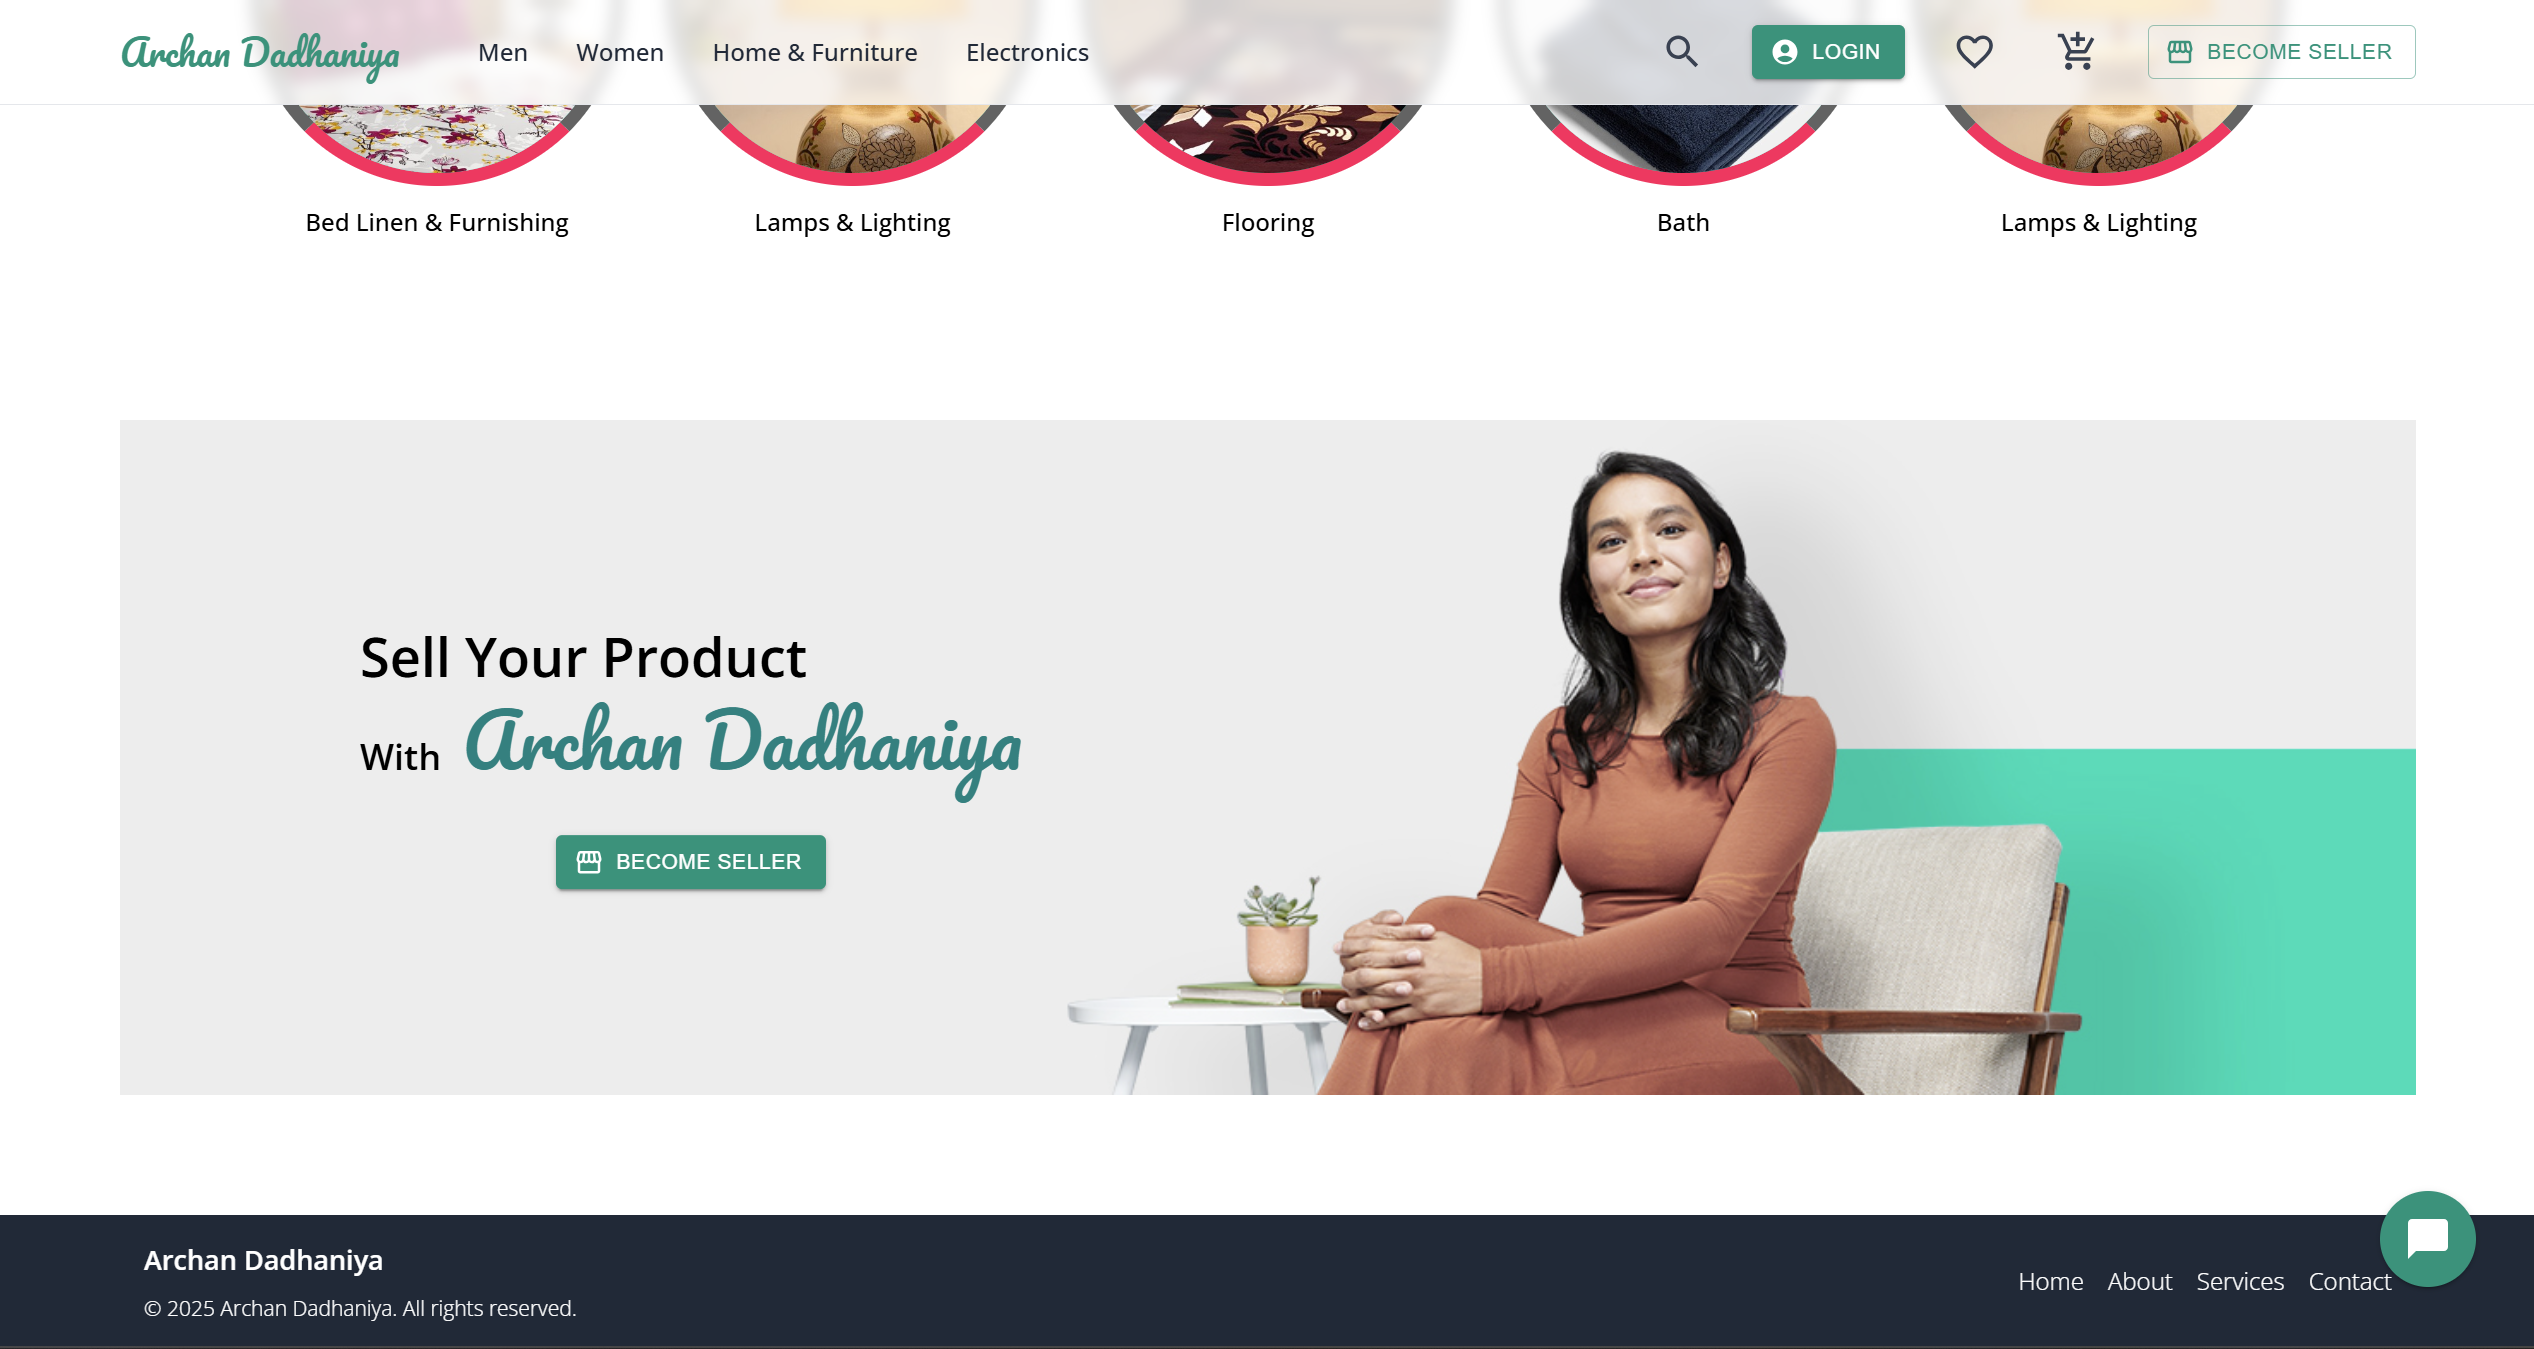 Archan Dadhaniya Men Women Home & Furniture Electronics LOGIN BECOME SELLER
Bed Linen & Furnishing Lamps & Lighting Flooring Bath Lamps & Lighting
Sell Your Product
With Archan Dadhaniya
BECOME SELLER
Archan Dadhaniya
© 2025 Archan Dadhaniya. All rights reserved.
Home About Services Contact